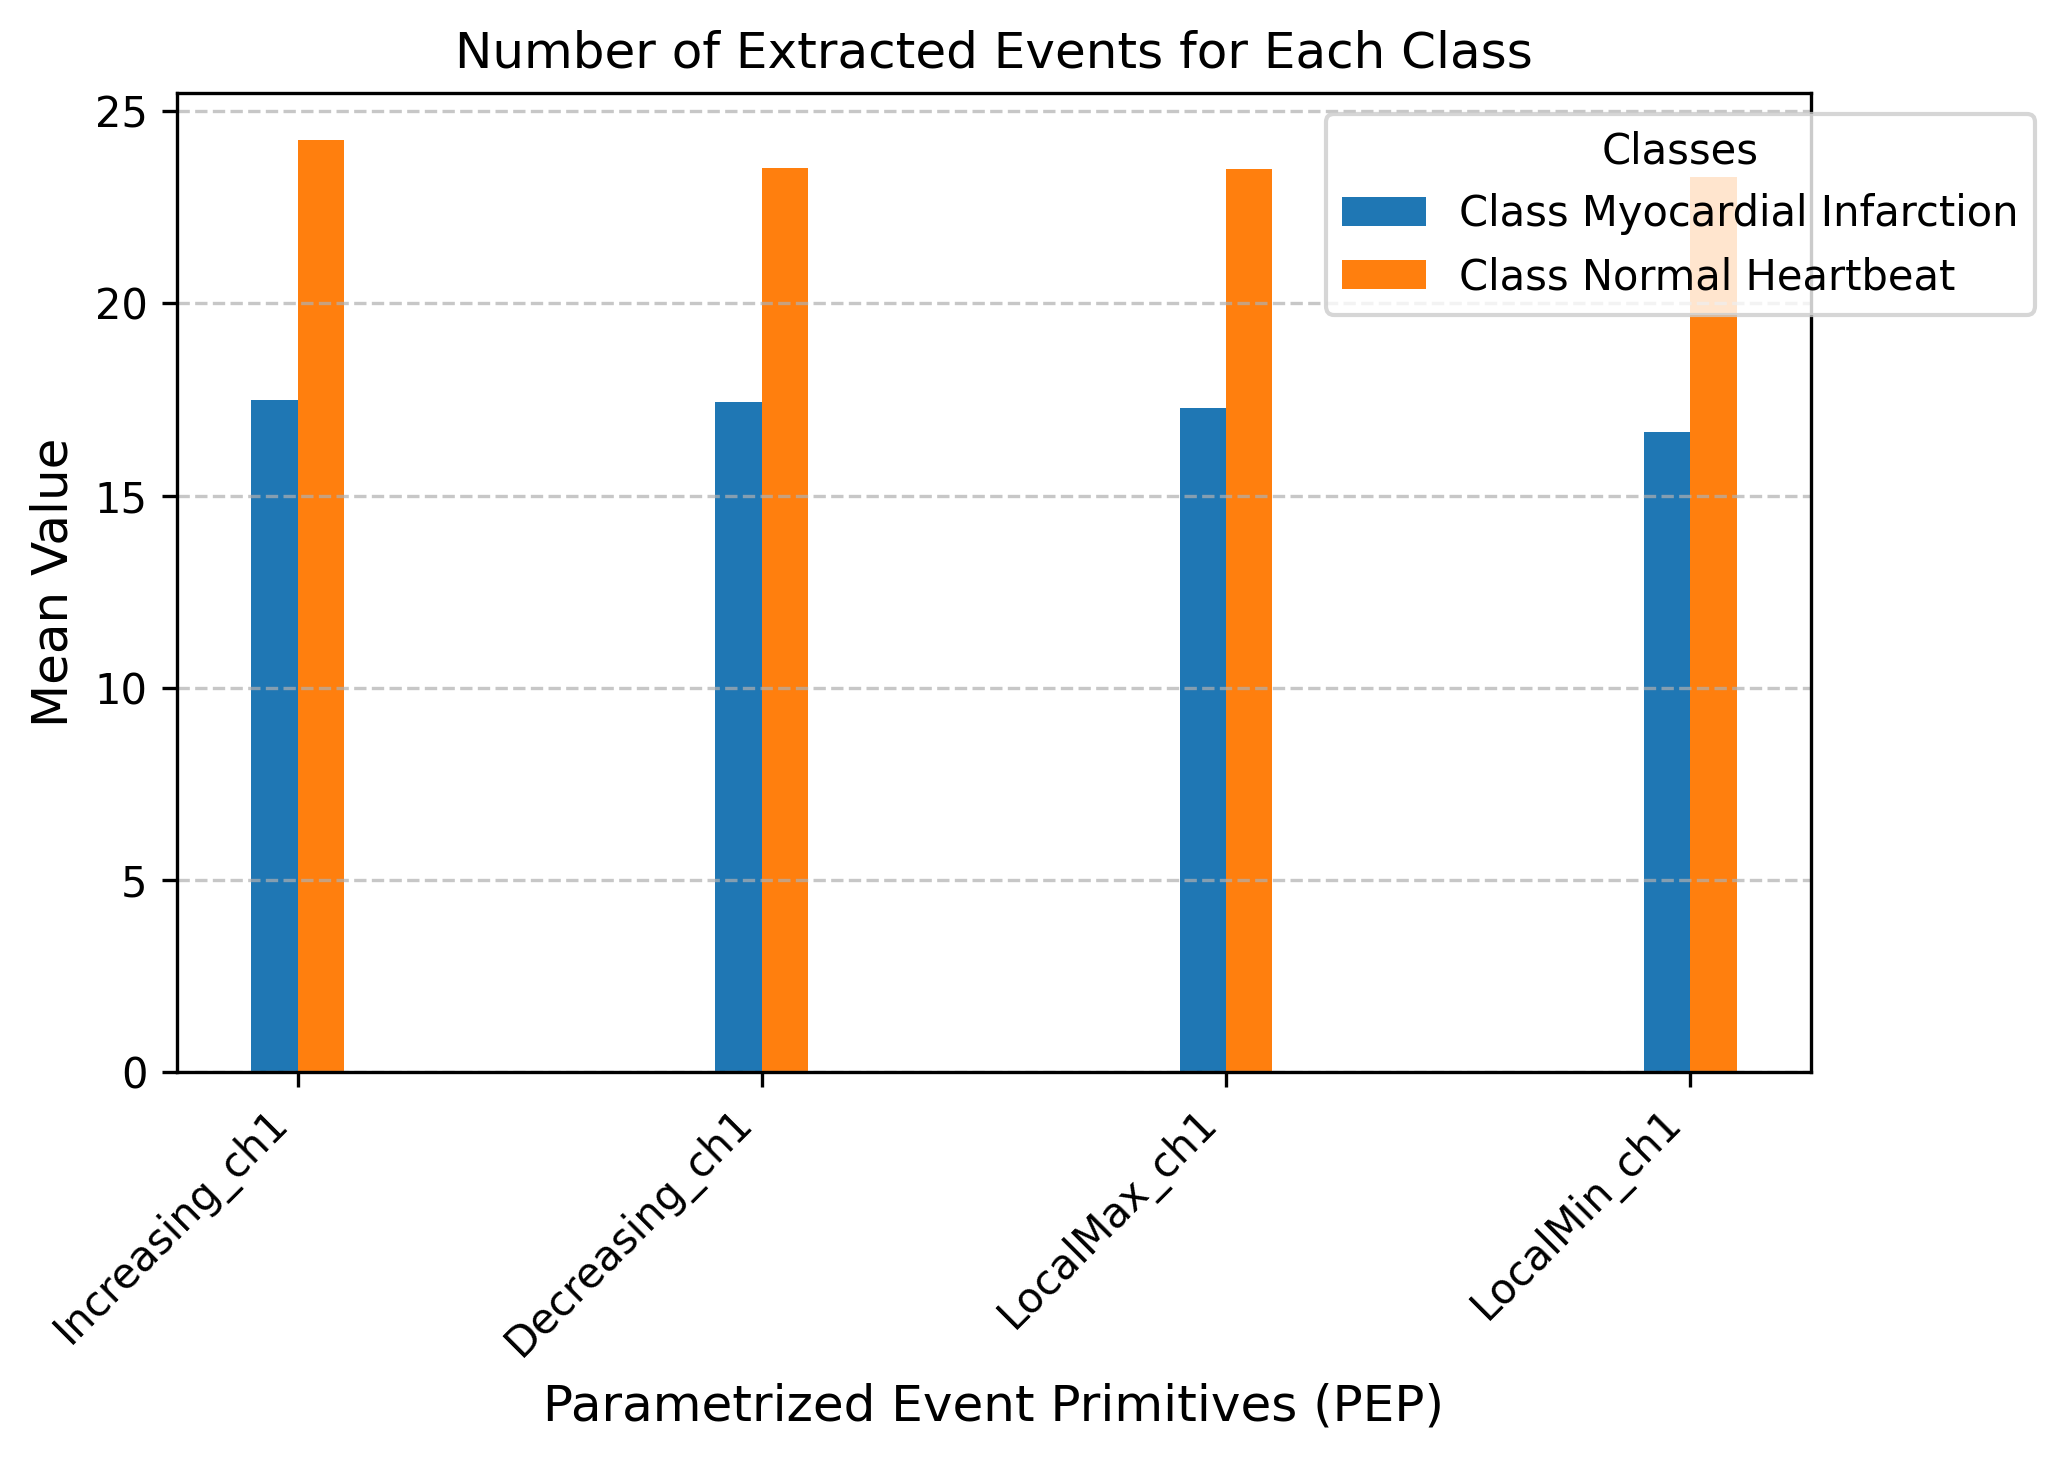 Number of Extracted Events for Each Class
25
20
15
10
5
0
Mean Value
Classes
Class Myocardial Infarction
Class Normal Heartbeat
Increasing_ch1
Decreasing_ch1
LocalMax_ch1
LocalMin_ch1
Parametrized Event Primitives (PEP)